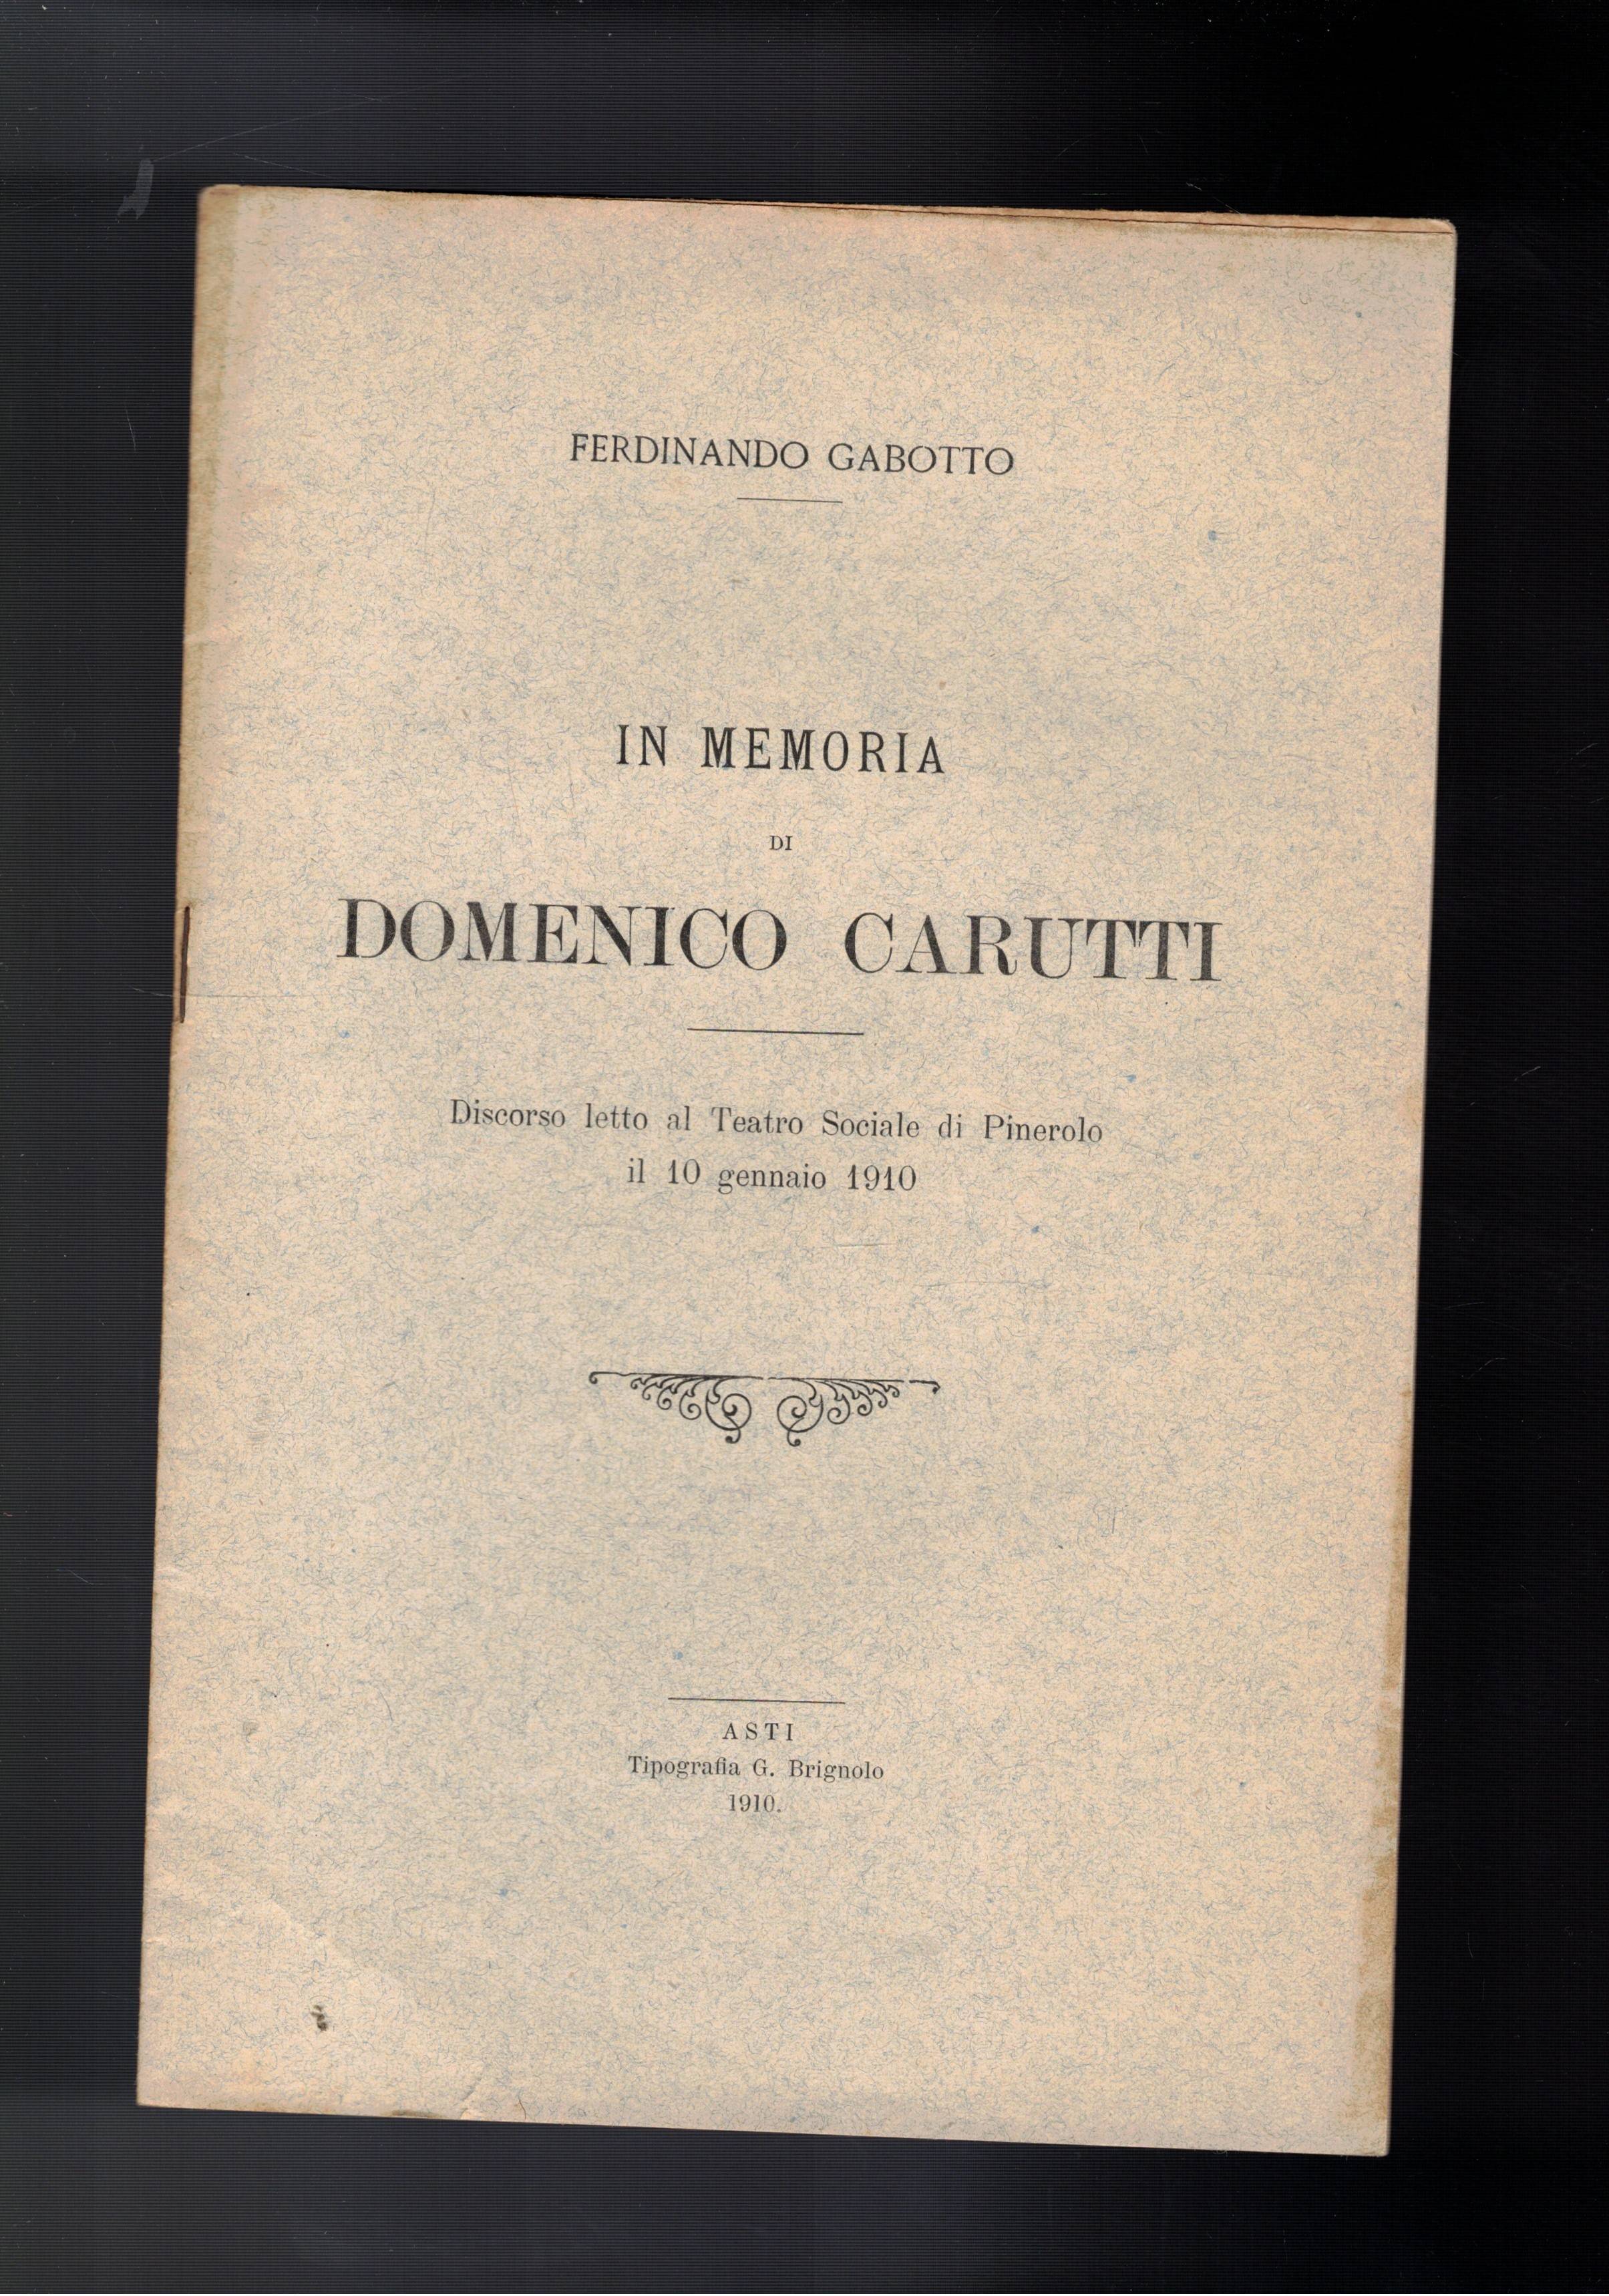 FERDINANDO GABOTTO
IN MEMORIA
DI
DOMENICO CARUTTI
Discorso letto al Teatro Sociale di Pinerolo
il 10 gennaio 1910
ASTI
Tipografia G. Brignolo
1910.